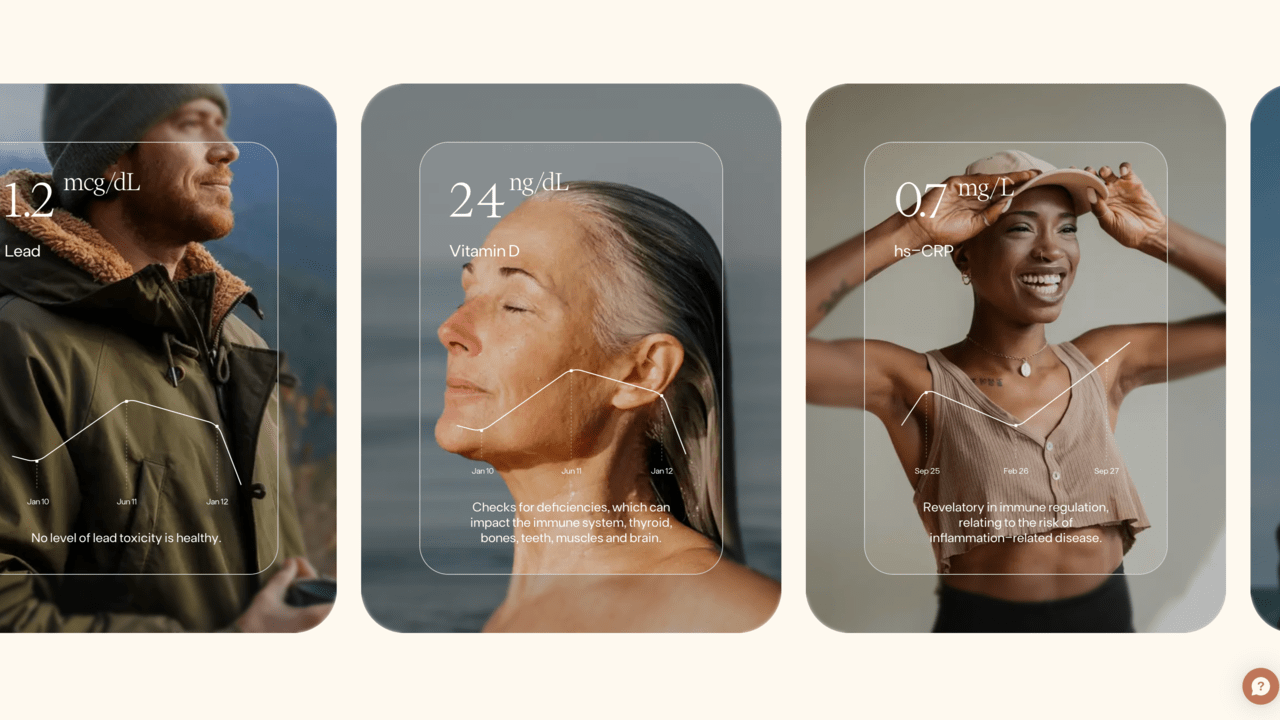 1.2 mcg/dL
Lead
Jan 10 Jun 11 Jan 12
No level of lead toxicity is healthy.
24 ng/dL
Vitamin D
Jan 10 Jun 11 Jan 12
Checks for deficiencies, which can
impact the immune system, thyroid,
bones, teeth, muscles and brain.
0.7 mg/L
hs-CRP
Sep 25 Feb 26 Sep 27
Revelatory in immune regulation,
relating to the risk of
inflammation-related disease.
?